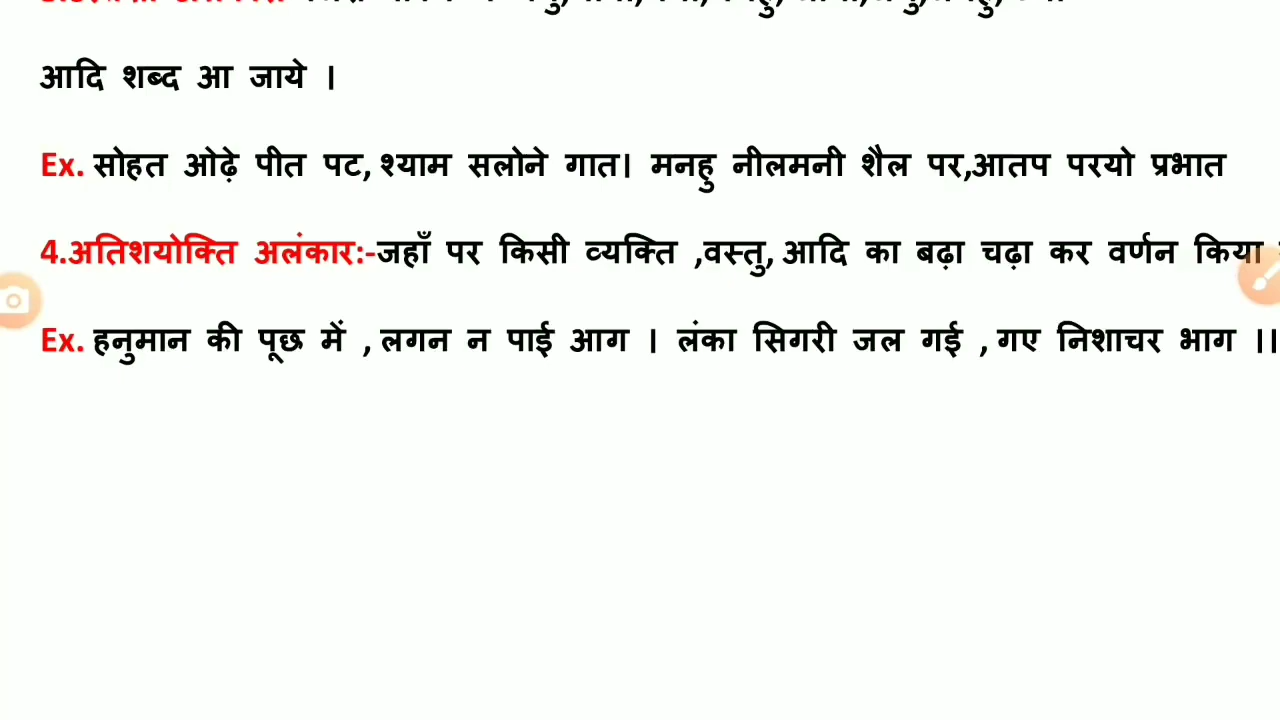 आदि शब्द आ जाये ।
Ex. सोहत ओढ़े पीत पट, श्याम सलोने गात। मनहु नीलमनी शैल पर,आतप परयो प्रभात
4.अतिशयोक्ति अलंकार:-जहाँ पर किसी व्यक्ति ,वस्तु, आदि का बढ़ा चढ़ा कर वर्णन किया
Ex. हनुमान की पूछ में , लगन न पाई आग । लंका सिगरी जल गई , गए निशाचर भाग ।।